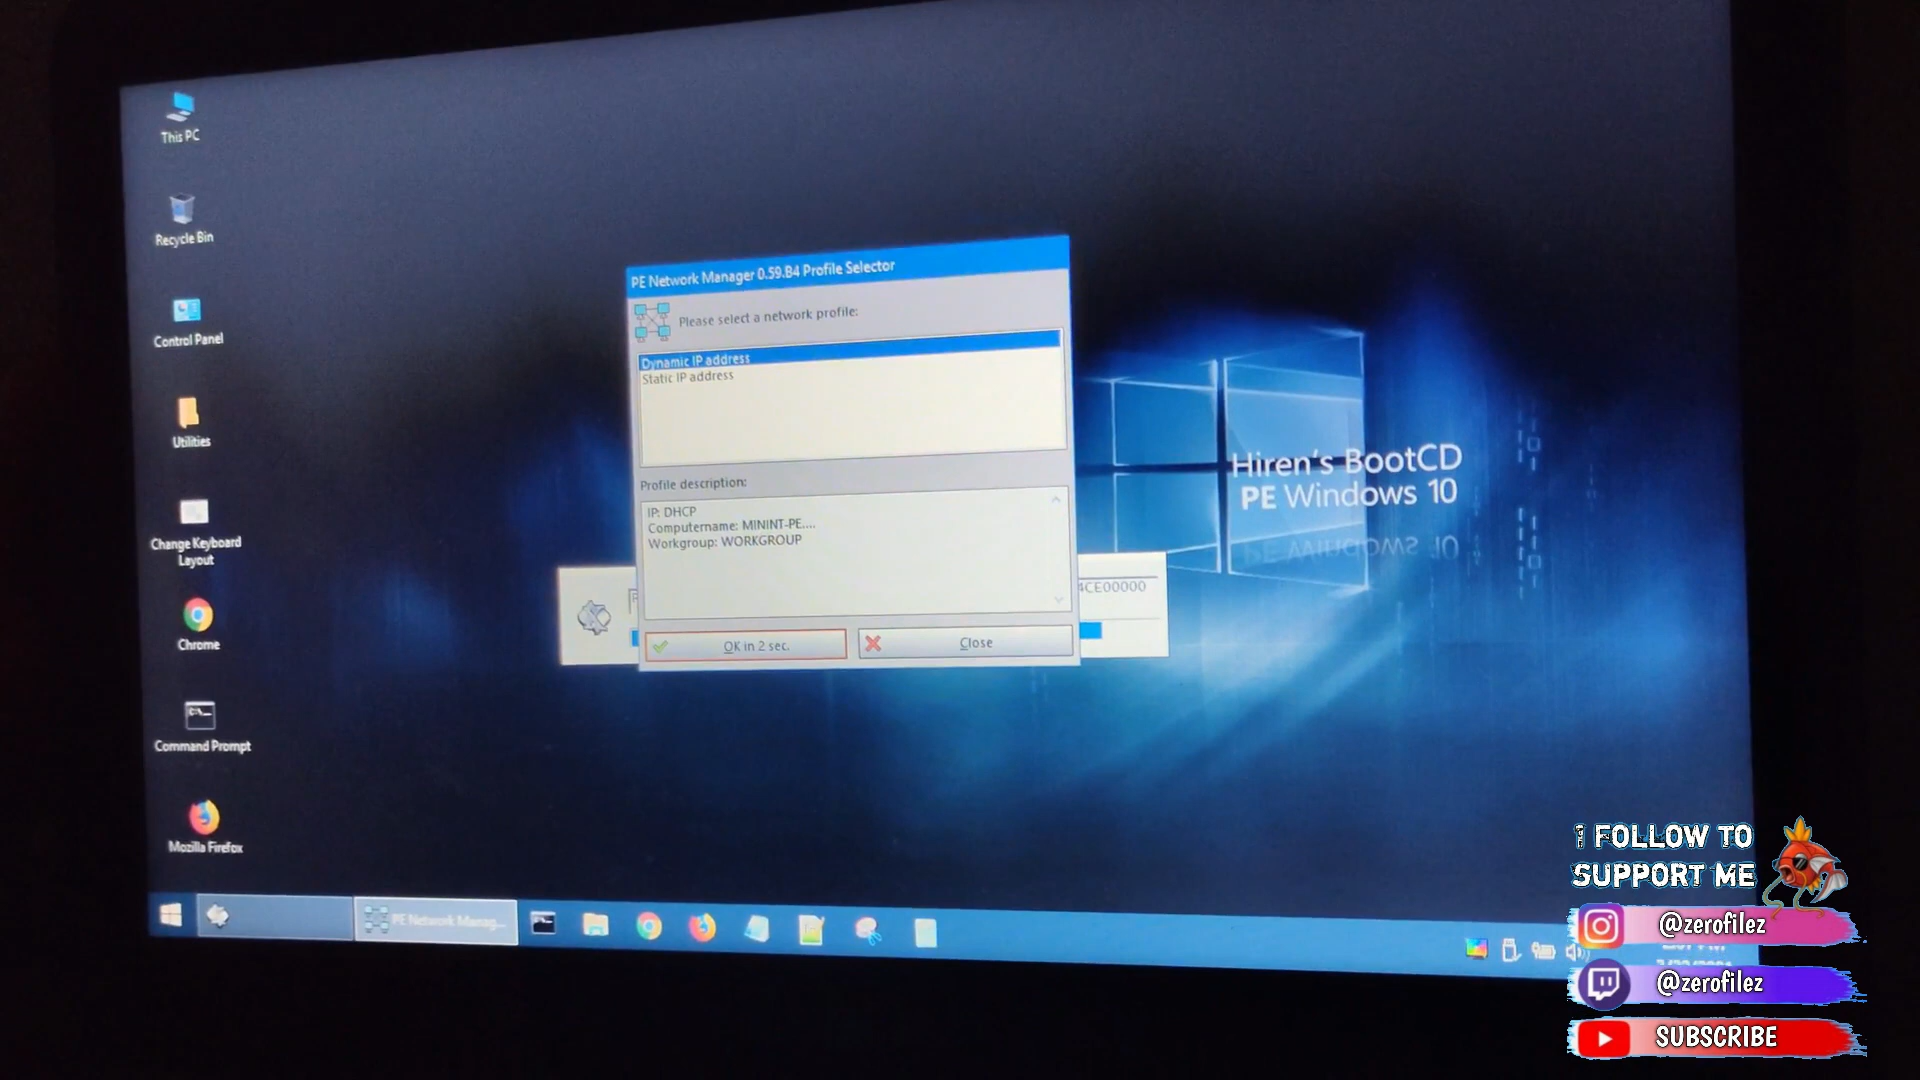 This PC
Recycle Bin
Control Panel
Utilities
Change Keyboard
Layout
Chrome
Command Prompt
Mozilla Firefox
PE Network Manager 0.59.B4 Profile Selector
Please select a network profile:
Dynamic IP address
Static IP address
Profile description:
IP: DHCP
Computername: MININT-PE....
Workgroup: WORKGROUP
OK in 2 sec.
Close
4CE00000
Hiren's BootCD
PE Windows 10
PE Network Manag...
FOLLOW TO
SUPPORT ME
@zerofilez
@zerofilez
SUBSCRIBE